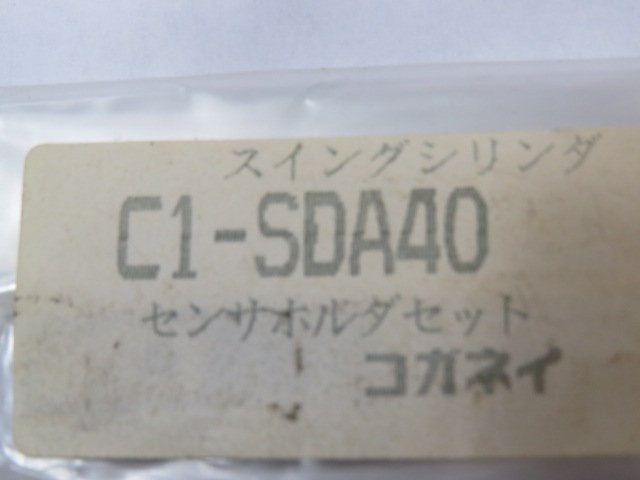 スイングシリンダ
C1-SDA40
センサホルダセット
コガネイ